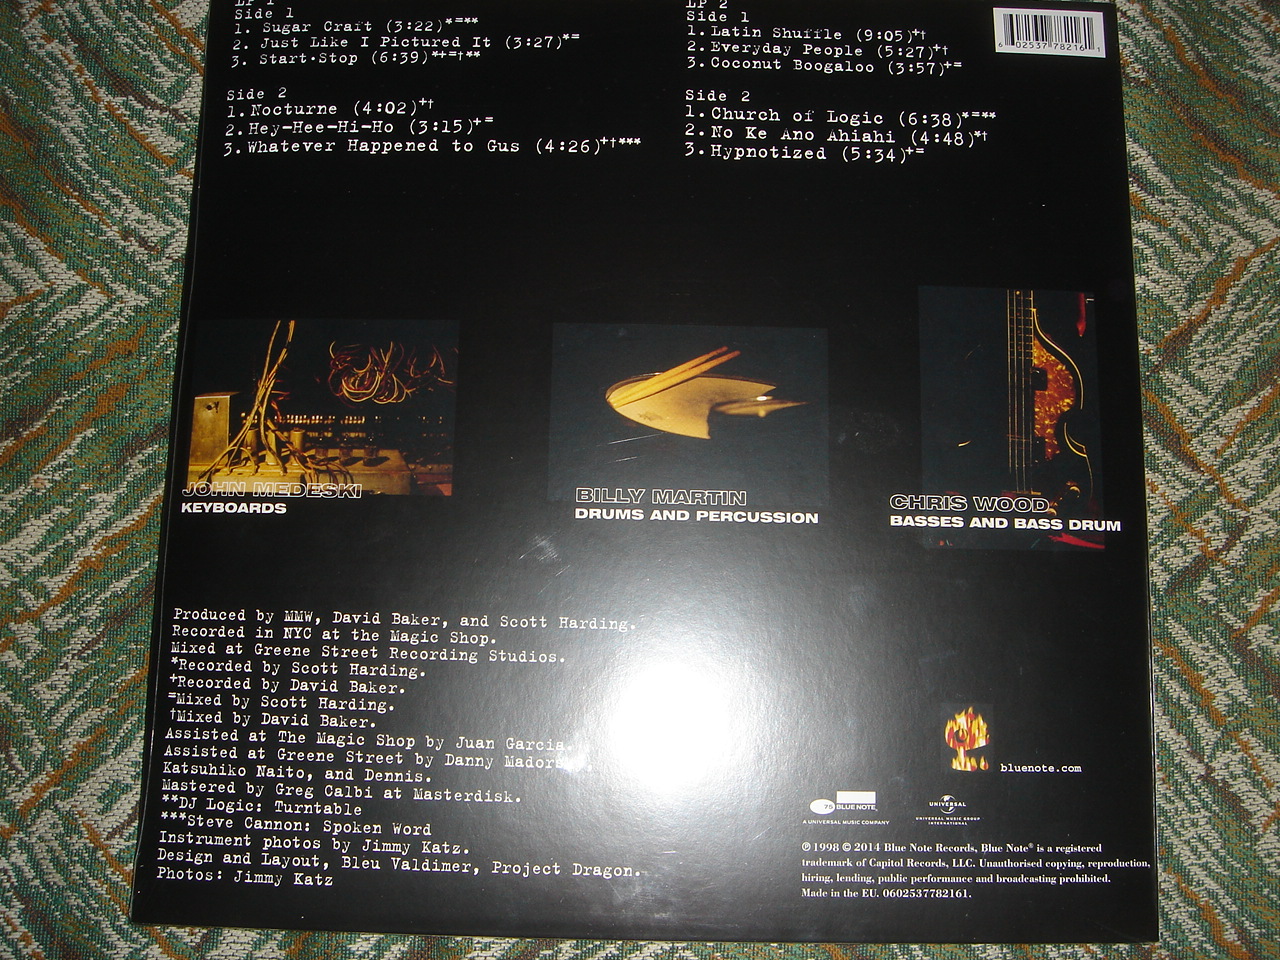 LP 1
Side 1
1. Sugar Craft (3:22)*=**
2. Just Like I Pictured It (3:27)*=
3. Start·Stop (6:39)*+=†**
Side 2
1. Nocturne (4:02)+†
2. Hey-Hee-Hi-Ho (3:15)+=
3. Whatever Happened to Gus (4:26)+†***
LP 2
Side 1
1. Latin Shuffle (9:05)+†
2. Everyday People (5:27)+†
3. Coconut Boogaloo (3:57)+=
Side 2
1. Church of Logic (6:38)*=**
2. No Ke Ano Ahiahi (4:48)*†
3. Hypnotized (5:34)+=
6 02537 78216 1
JOHN MEDESKI
KEYBOARDS
BILLY MARTIN
DRUMS AND PERCUSSION
CHRIS WOOD
BASSES AND BASS DRUM
Produced by MMW, David Baker, and Scott Harding.
Recorded in NYC at the Magic Shop.
Mixed at Greene Street Recording Studios.
*Recorded by Scott Harding.
+Recorded by David Baker.
=Mixed by Scott Harding.
†Mixed by David Baker.
Assisted at The Magic Shop by Juan Garcia.
Assisted at Greene Street by Danny
Katsuhiko Naito, and Dennis.
Mastered by Greg Calbi at Masterdisk.
**DJ Logic: Turntable
***Steve Cannon: Spoken Word
Instrument photos by Jimmy Katz.
Design and Layout, Bleu Valdimer, Project Dragon.
Photos: Jimmy Katz
bluenote.com
75 BLUE NOTE
A UNIVERSAL MUSIC COMPANY
UNIVERSAL
UNIVERSAL MUSIC GROUP
INTERNATIONAL
℗ 1998 © 2014 Blue Note Records, Blue Note® is a registered
trademark of Capitol Records, LLC. Unauthorised copying, reproduction,
hiring, lending, public performance and broadcasting prohibited.
Made in the EU. 0602537782161.